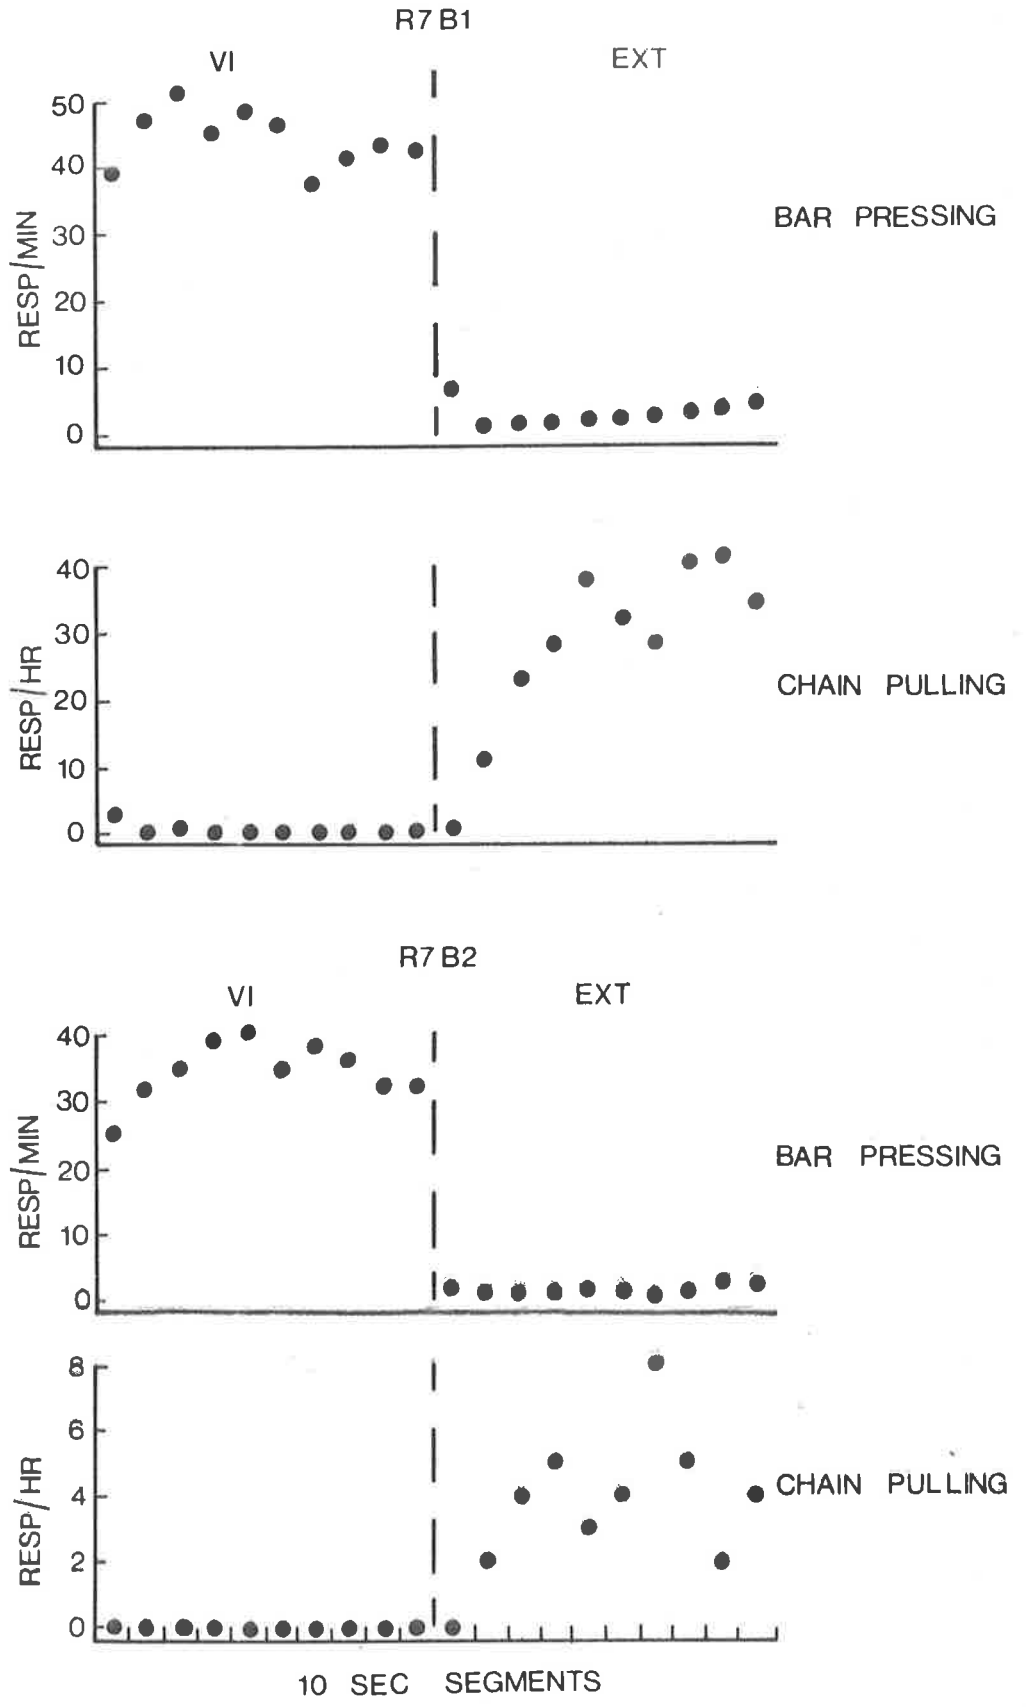 R7 B1
VI EXT
50
40
30
20
10
0
RESP/MIN
BAR PRESSING
40
30
20
10
0
RESP/HR
CHAIN PULLING
R7 B2
VI EXT
40
30
20
10
0
RESP/MIN
BAR PRESSING
8
6
4
2
0
RESP/HR
CHAIN PULLING
10 SEC SEGMENTS